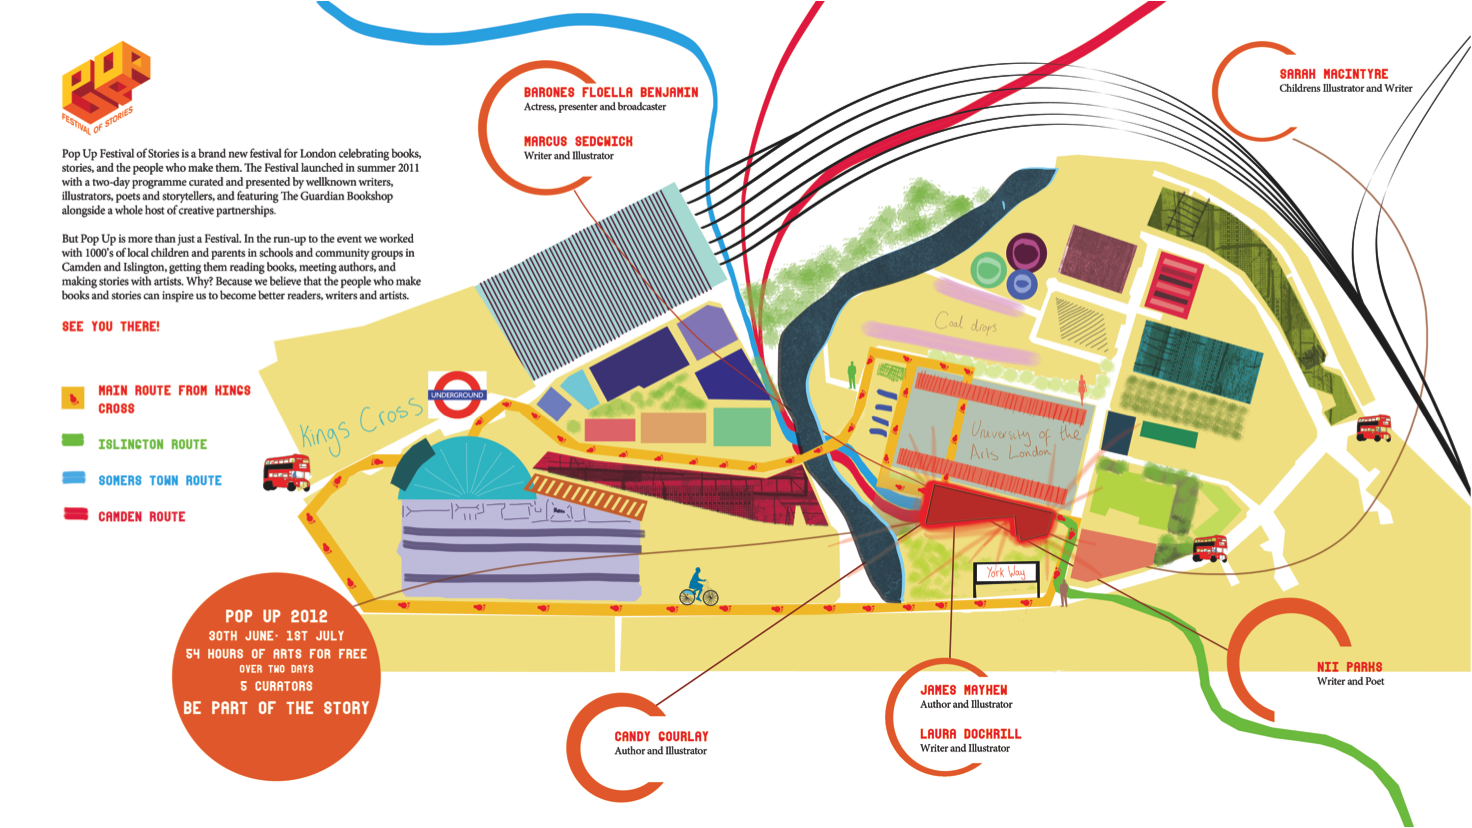 POP UP
FESTIVAL OF STORIES
Pop Up Festival of Stories is a brand new festival for London celebrating books,
stories, and the people who make them. The Festival launched in summer 2011
with a two-day programme curated and presented by wellknown writers,
illustrators, poets and storytellers, and featuring The Guardian Bookshop
alongside a whole host of creative partnerships.
But Pop Up is more than just a Festival. In the run-up to the event we worked
with 1000's of local children and parents in schools and community groups in
Camden and Islington, getting them reading books, meeting authors, and
making stories with artists. Why? Because we believe that the people who make
books and stories can inspire us to become better readers, writers and artists.
SEE YOU THERE!
MAIN ROUTE FROM KINGS
CROSS
ISLINGTON ROUTE
SOMERS TOWN ROUTE
CAMDEN ROUTE
POP UP 2012
30TH JUNE- 1ST JULY
54 HOURS OF ARTS FOR FREE
OVER TWO DAYS
5 CURATORS
BE PART OF THE STORY
BARONES FLOELLA BENJAMIN
Actress, presenter and broadcaster
MARCUS SEDGWICH
Writer and Illustrator
SARAH MACINTYRE
Childrens Illustrator and Writer
UNDERGROUND
Kings Cross
Coal drops
University of the
Arts London
York Way
CANDY GOURLAY
Author and Illustrator
JAMES MAYHEW
Author and Illustrator
LAURA DOCKRILL
Writer and Illustrator
NII PARKS
Writer and Poet